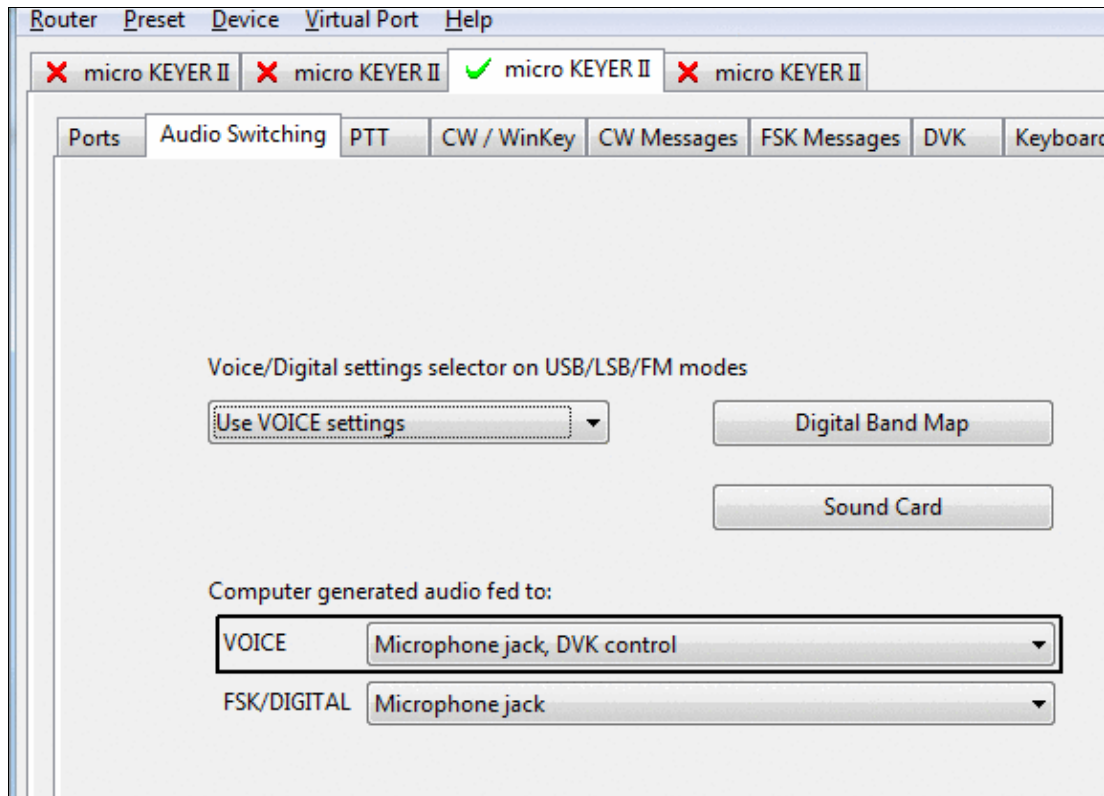 Router Preset Device Virtual Port Help
micro KEYER II micro KEYER II micro KEYER II micro KEYER II
Ports Audio Switching PTT CW / WinKey CW Messages FSK Messages DVK Keyboard
Voice/Digital settings selector on USB/LSB/FM modes
Use VOICE settings Digital Band Map
Sound Card
Computer generated audio fed to:
VOICE Microphone jack, DVK control
FSK/DIGITAL Microphone jack